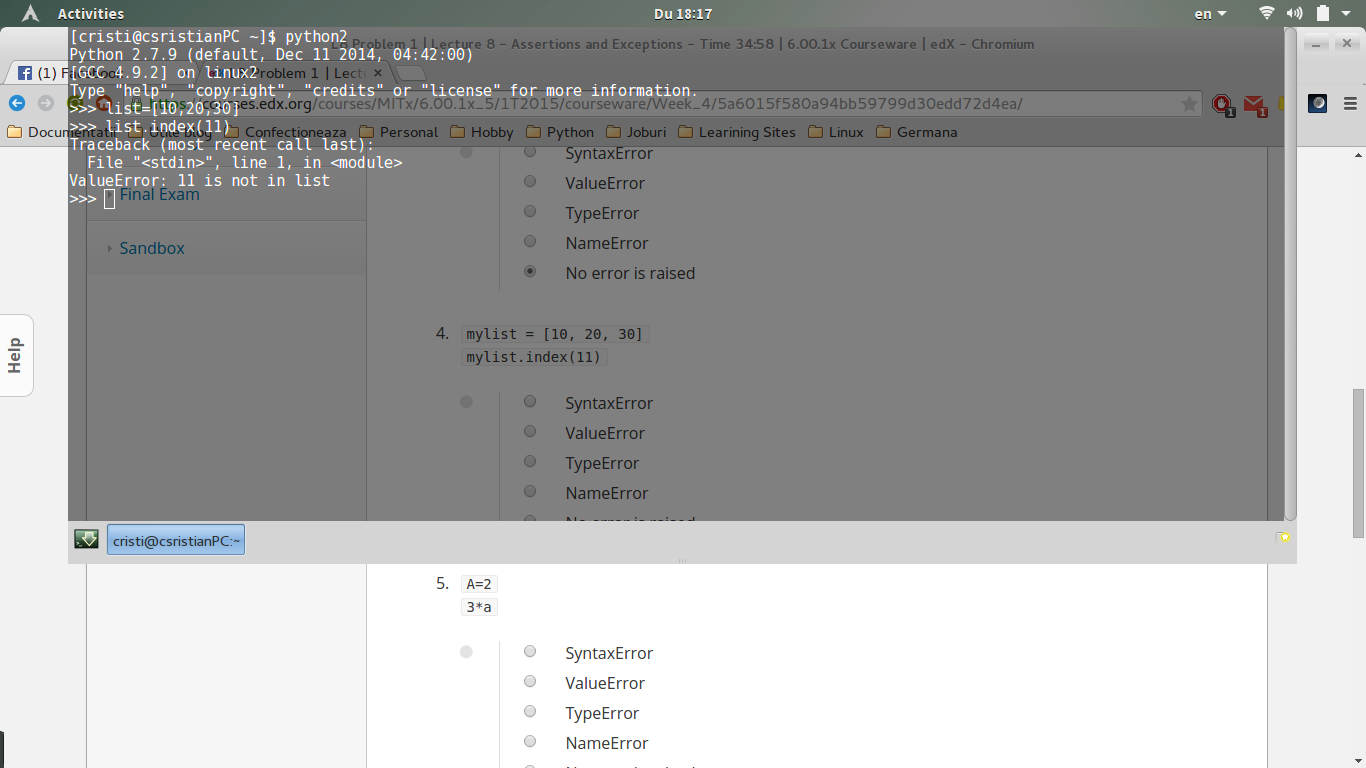 Activities
Du 18:17
en
[cristi@csristianPC ~]$ python2
Problem 1 | Lecture 8 – Assertions and Exceptions – Time 34:58 | 6.00.1x Courseware | edX – Chromium
Python 2.7.9 (default, Dec 11 2014, 04:42:00)
(1) Fa
Problem 1 | Lect
[GCC 4.9.2] on linux2
Type "help", "copyright", "credits" or "license" for more information.
courses.edx.org/courses/MITx/6.00.1x_5/1T2015/courseware/Week_4/5a6015f580a94bb59799d30edd72d4ea/
1
1
>>> list=[10,20,30]
>>> list.index(11)
Documentatii
Utile blog
Confectioneaza
Personal
Hobby
Python
Joburi
Learining Sites
Linux
Germana
Traceback (most recent call last):
File "<stdin>", line 1, in <module>
ValueError: 11 is not in list
>>>
Final Exam
Sandbox
Help
SyntaxError
ValueError
TypeError
NameError
No error is raised
4. mylist = [10, 20, 30]
mylist.index(11)
SyntaxError
ValueError
TypeError
NameError
No error is raised
cristi@csristianPC:~
5. A=2
3*a
SyntaxError
ValueError
TypeError
NameError